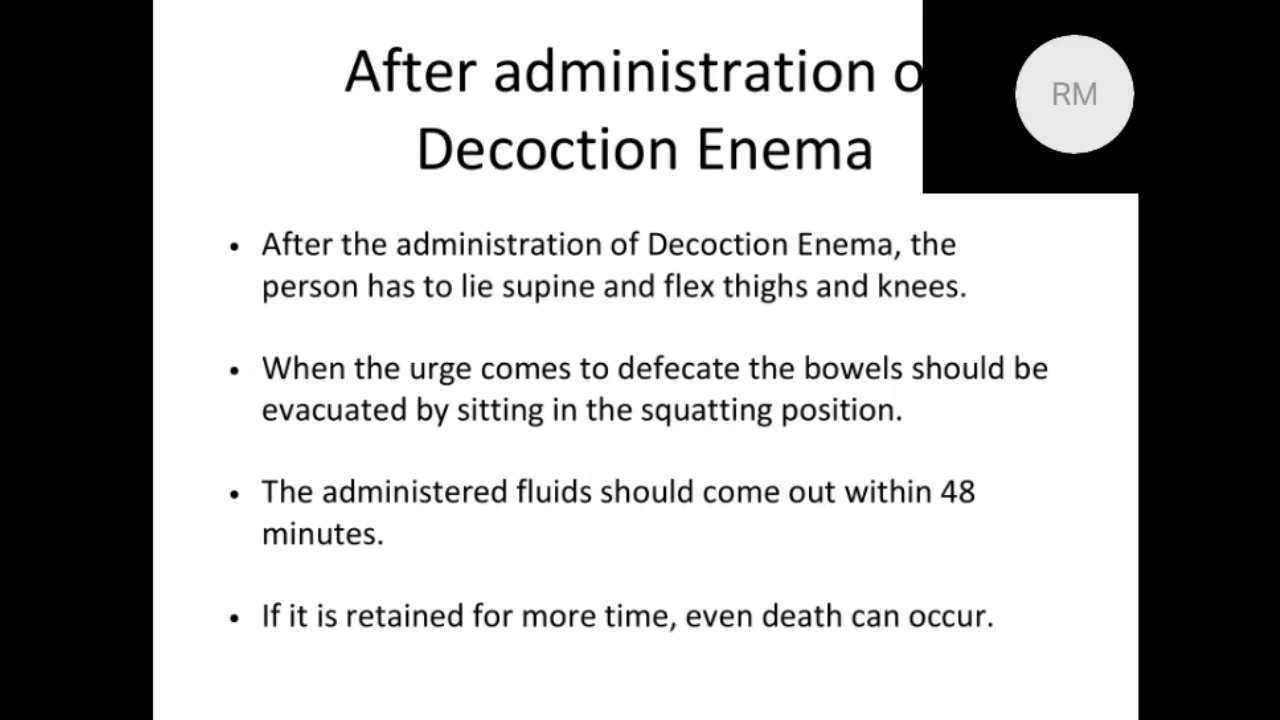 After administration o
Decoction Enema
RM
• After the administration of Decoction Enema, the
person has to lie supine and flex thighs and knees.
• When the urge comes to defecate the bowels should be
evacuated by sitting in the squatting position.
• The administered fluids should come out within 48
minutes.
• If it is retained for more time, even death can occur.